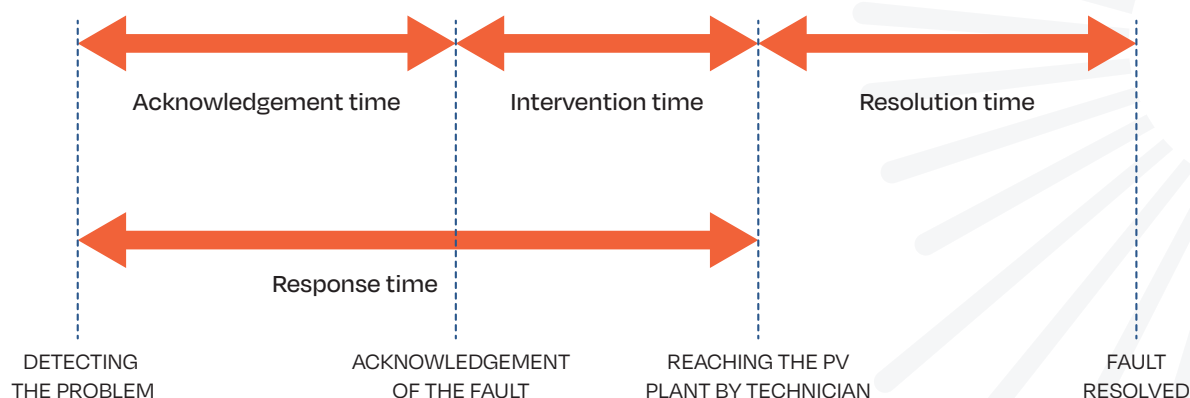 Acknowledgement time
Intervention time
Resolution time
Response time
DETECTING
THE PROBLEM
ACKNOWLEDGEMENT
OF THE FAULT
REACHING THE PV
PLANT BY TECHNICIAN
FAULT
RESOLVED